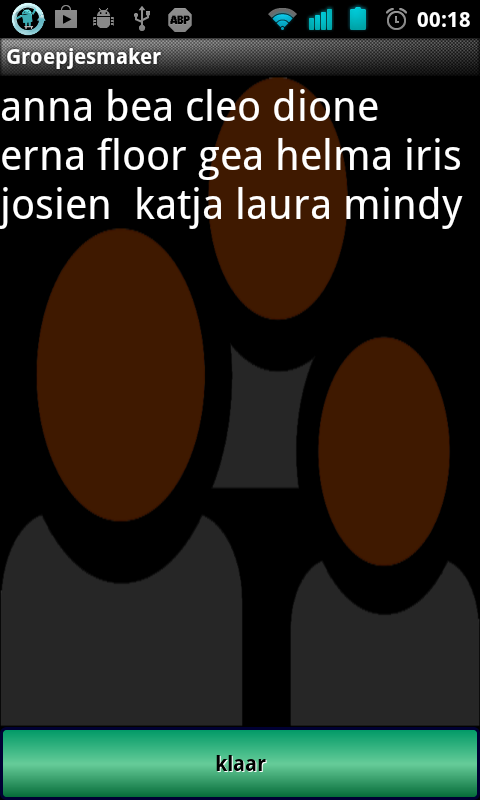 ABP 00:18
Groepjesmaker
anna bea cleo dione
erna floor gea helma iris
josien  katja laura mindy
klaar